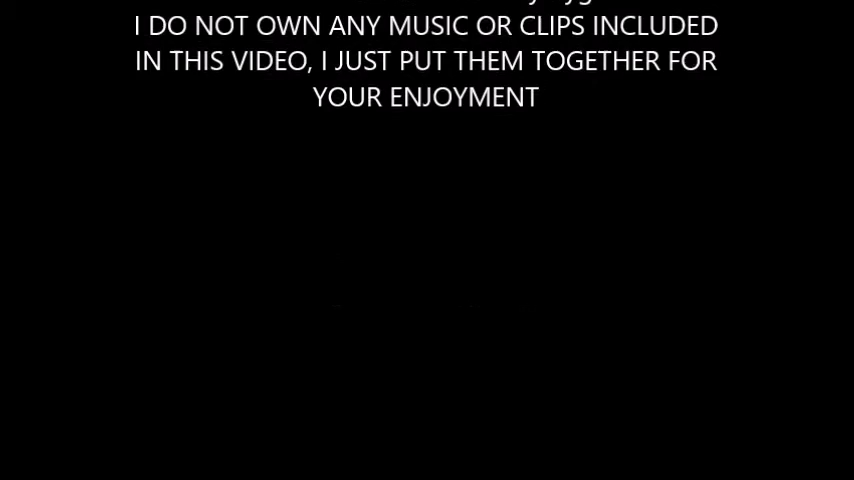 I DO NOT OWN ANY MUSIC OR CLIPS INCLUDED
IN THIS VIDEO, I JUST PUT THEM TOGETHER FOR
YOUR ENJOYMENT